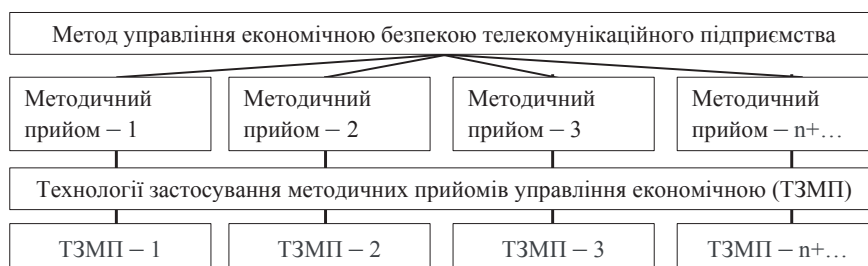 Метод управління економічною безпекою телекомунікаційного підприємства
Методичний
прийом – 1
Методичний
прийом – 2
Методичний
прийом – 3
Методичний
прийом – n+…
Технології застосування методичних прийомів управління економічною (ТЗМП)
ТЗМП – 1
ТЗМП – 2
ТЗМП – 3
ТЗМП – n+…